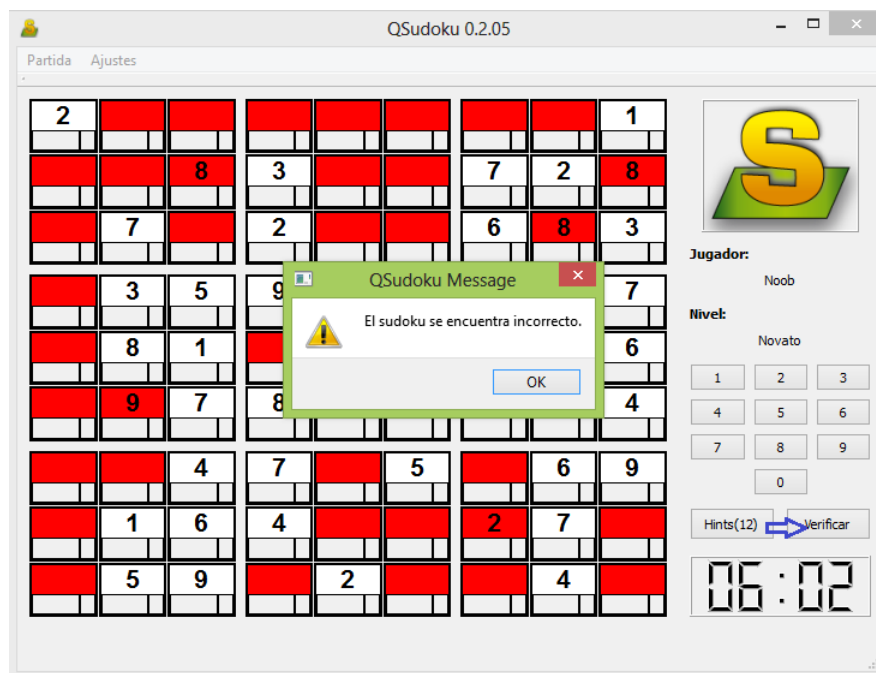 QSudoku 0.2.05
Partida Ajustes
2 1
8 3 7 2 8
7 2 6 8 3
3 5 9 7
8 1 6
9 7 8 4
4 7 5 6 9
1 6 4 2 7
5 9 2 4
QSudoku Message
El sudoku se encuentra incorrecto.
OK
S
Jugador:
Noob
Nivel:
Novato
1 2 3
4 5 6
7 8 9
0
Hints(12) Verificar
06:02